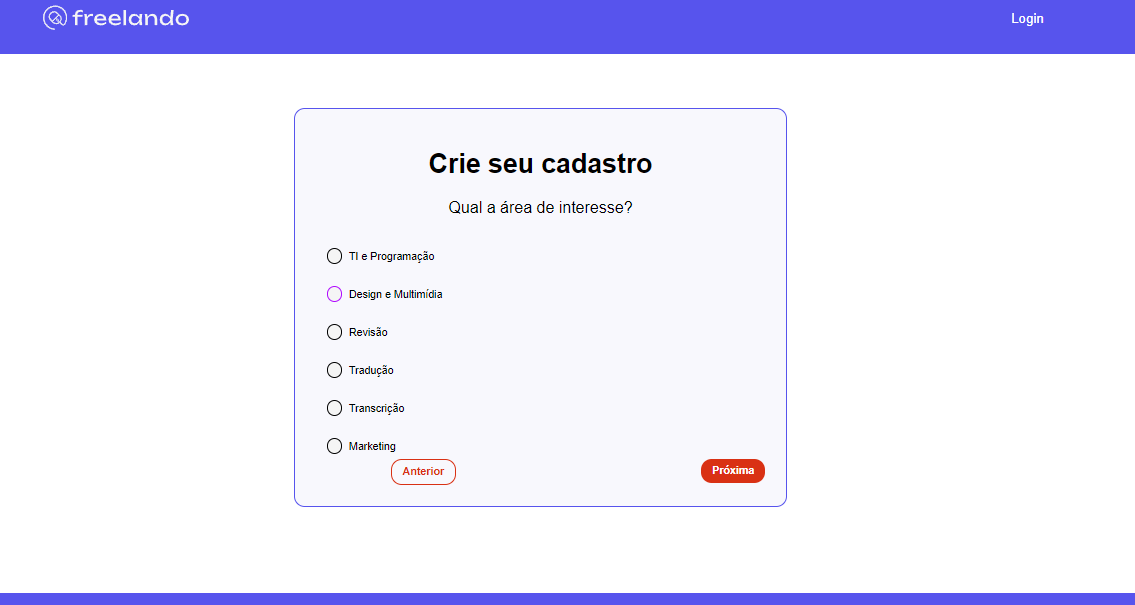 freelando
Login
Crie seu cadastro
Qual a área de interesse?
TI e Programação
Design e Multimídia
Revisão
Tradução
Transcrição
Marketing
Anterior
Próxima